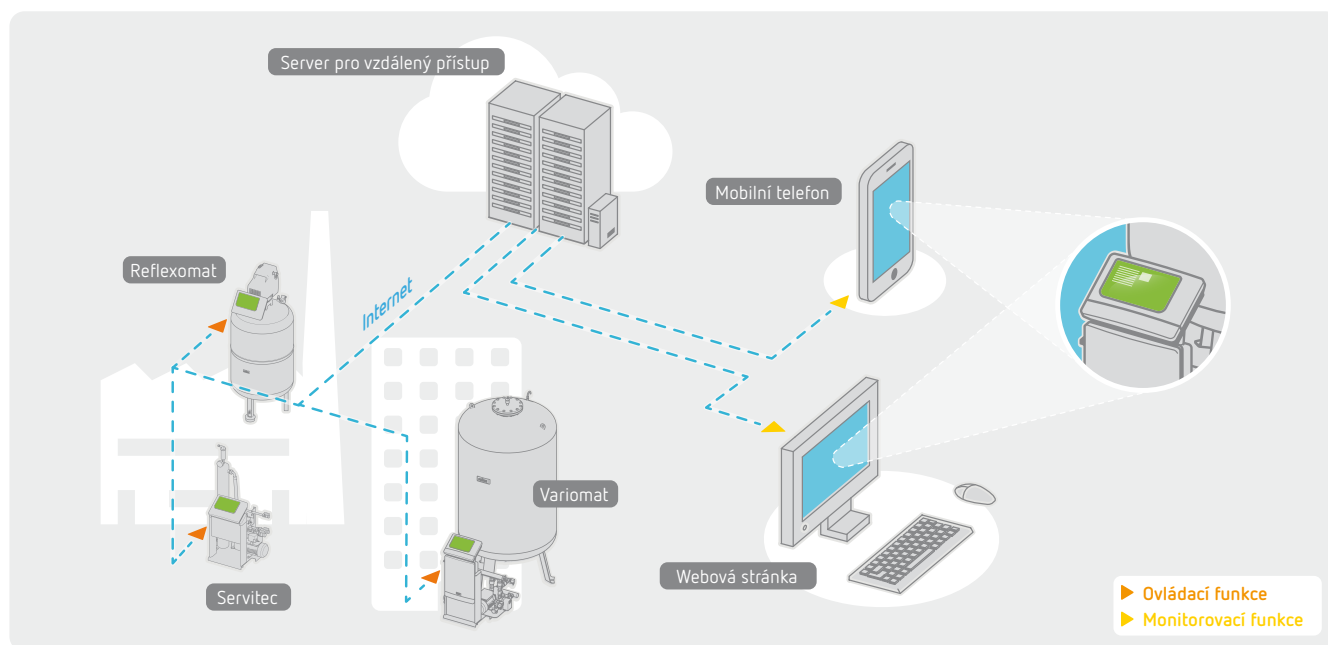 Server pro vzdálený přístup
Mobilní telefon
Reflexomat
Internet
Variomat
Webová stránka
Servitec
Ovládací funkce
Monitorovací funkce